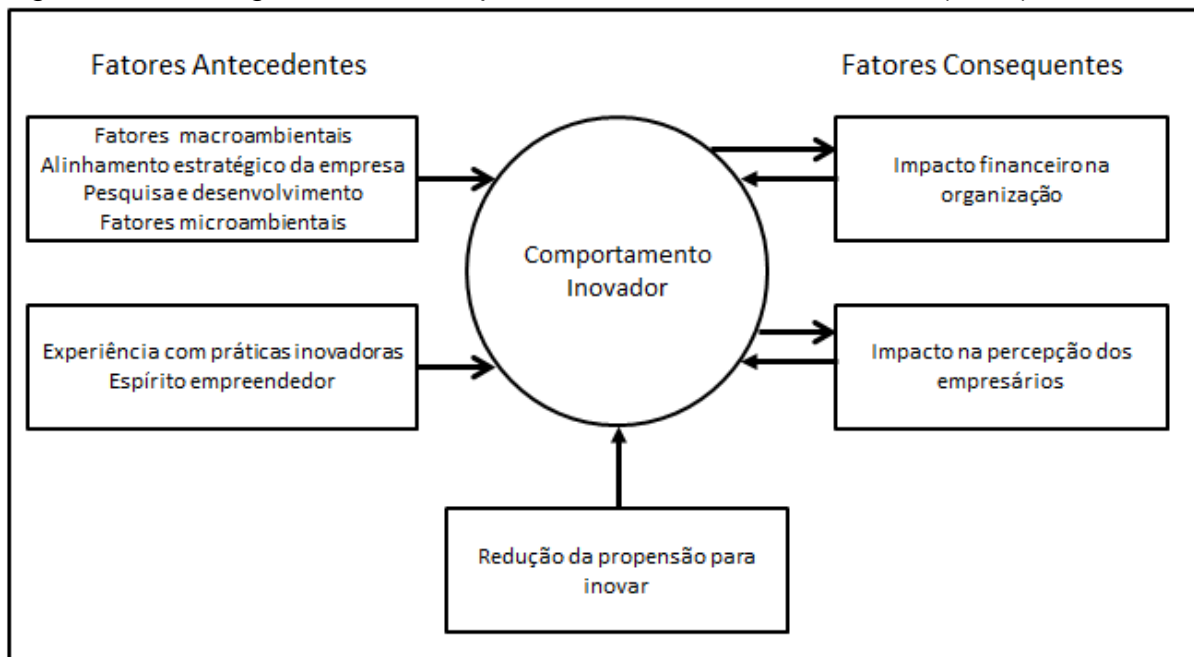 Fatores Antecedentes
Fatores Consequentes
Fatores macroambientais
Alinhamento estratégico da empresa
Pesquisa e desenvolvimento
Fatores microambientais
Impacto financeiro na
organização
Comportamento
Inovador
Experiência com práticas inovadoras
Espírito empreendedor
Impacto na percepção dos
empresários
Redução da propensão para
inovar